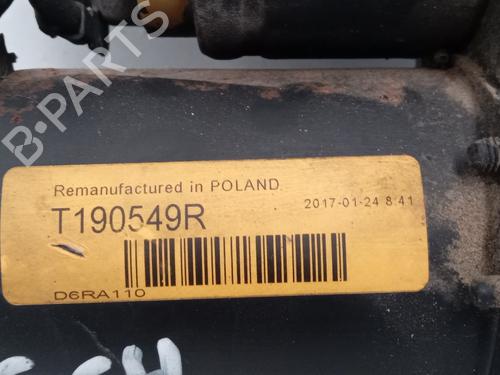 B-PARTS
Remanufactured in POLAND
T190549R
2017-01-24 8:41
D6RA110